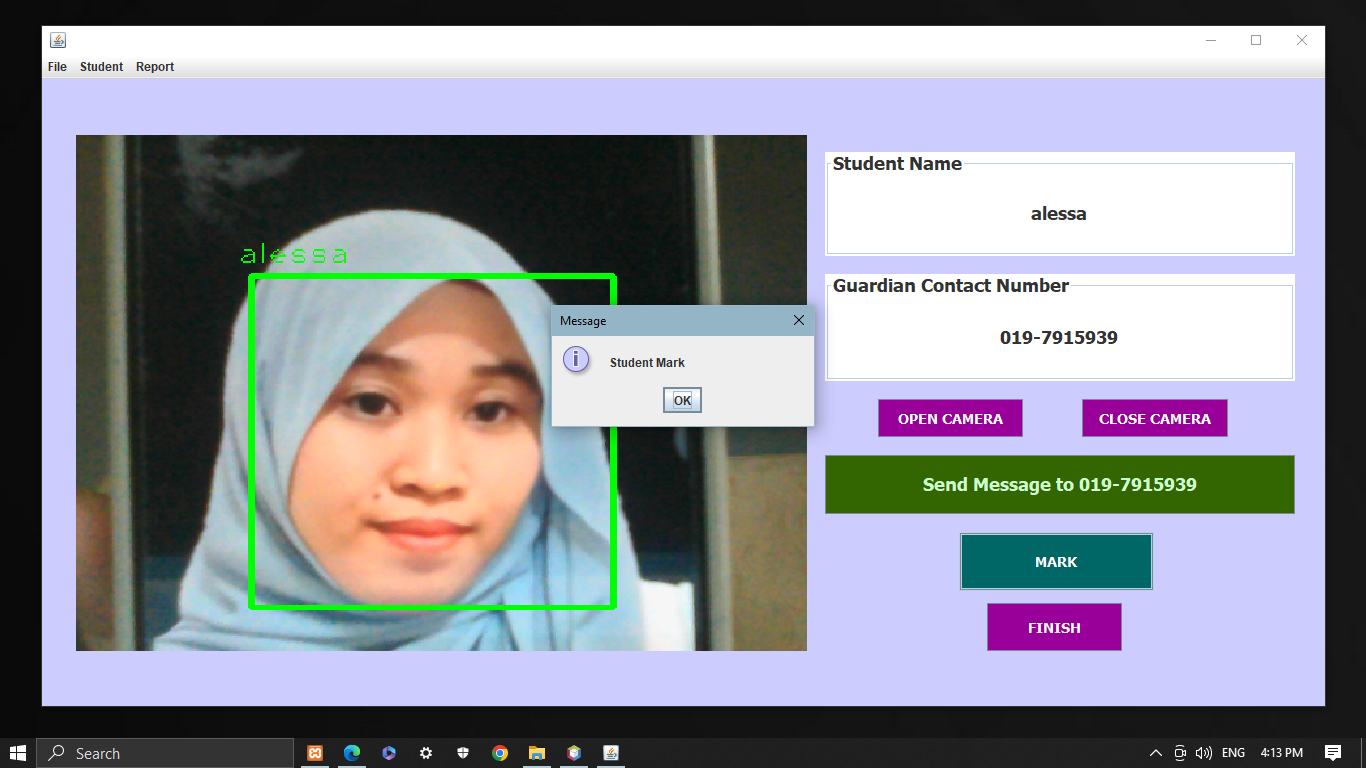 File Student Report
alessa
Student Name
alessa
Guardian Contact Number
019-7915939
Message
i
Student Mark
OK
OPEN CAMERA CLOSE CAMERA
Send Message to 019-7915939
MARK
FINISH
Search
ENG 4:13 PM